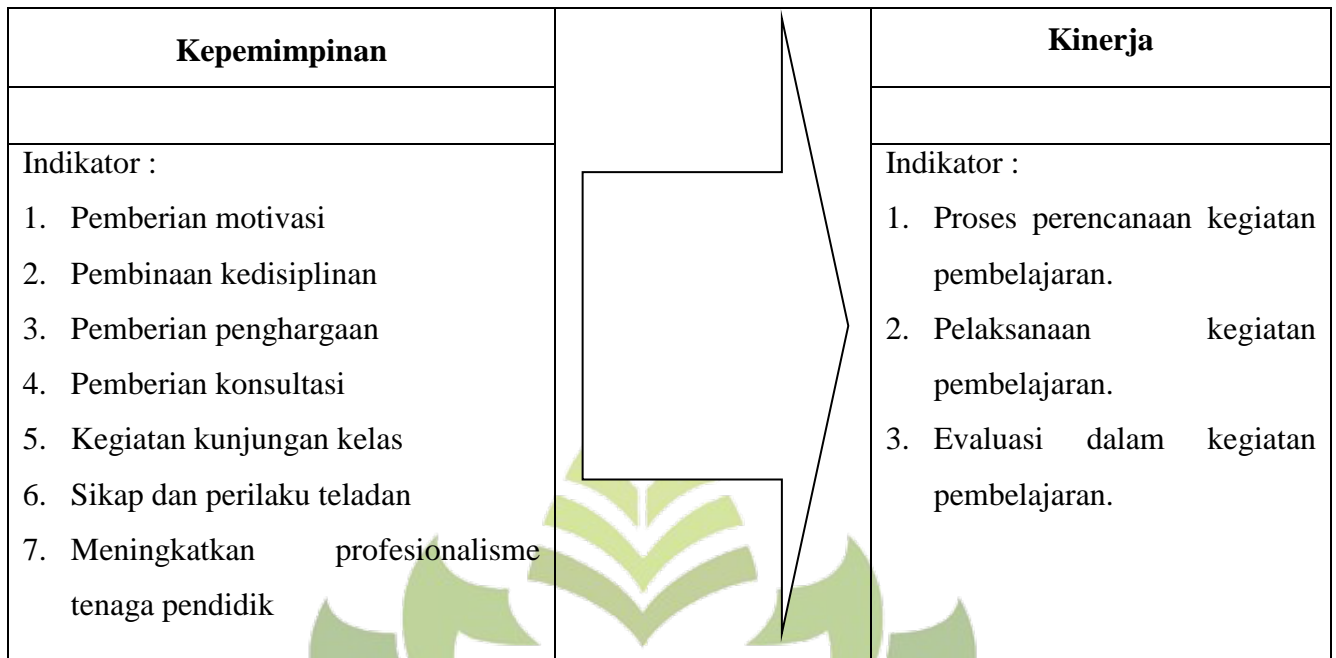 Kepemimpinan
Indikator :
1. Pemberian motivasi
2. Pembinaan kedisiplinan
3. Pemberian penghargaan
4. Pemberian konsultasi
5. Kegiatan kunjungan kelas
6. Sikap dan perilaku teladan
7. Meningkatkan profesionalisme
tenaga pendidik
Kinerja
Indikator :
1. Proses perencanaan kegiatan
pembelajaran.
2. Pelaksanaan kegiatan
pembelajaran.
3. Evaluasi dalam kegiatan
pembelajaran.